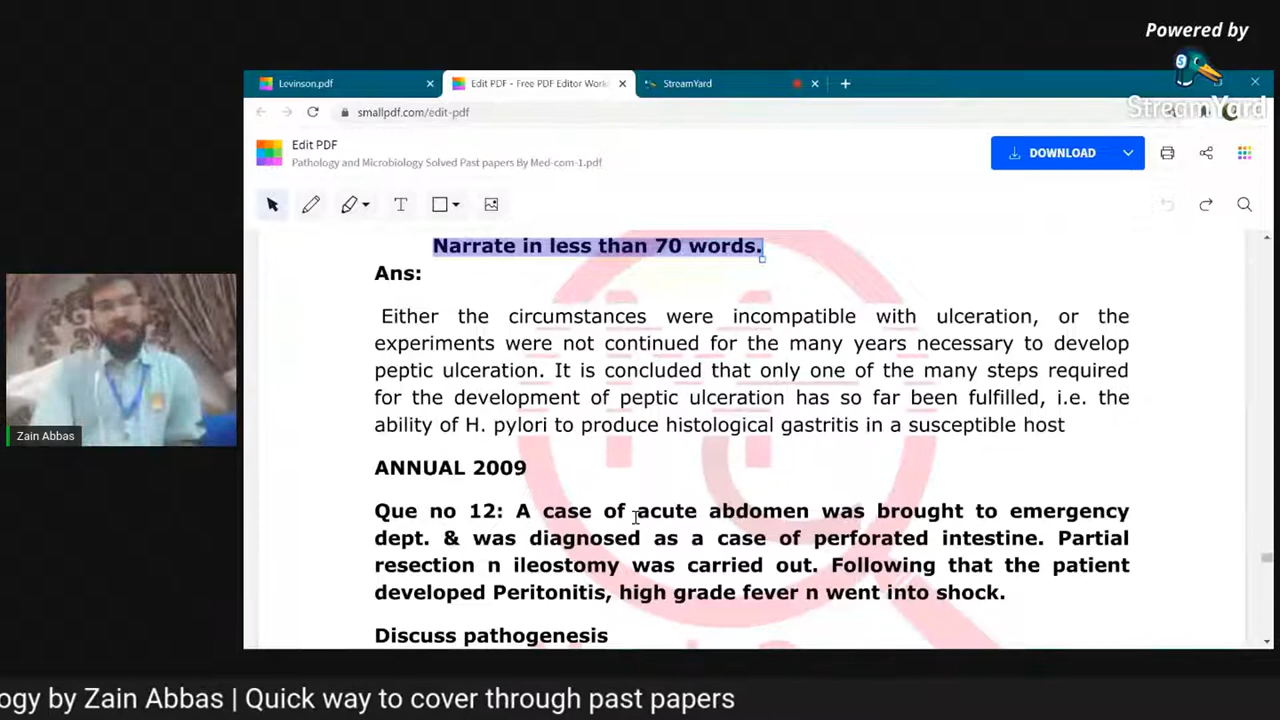 Powered by
StreamYard
Levinson.pdf
Edit PDF - Free PDF Editor Work
StreamYard
smallpdf.com/edit-pdf
Edit PDF
Pathology and Microbiology Solved Past papers By Med-com-1.pdf
DOWNLOAD
Narrate in less than 70 words.
Ans:
Either the circumstances were incompatible with ulceration, or the
experiments were not continued for the many years necessary to develop
peptic ulceration. It is concluded that only one of the many steps required
for the development of peptic ulceration has so far been fulfilled, i.e. the
ability of H. pylori to produce histological gastritis in a susceptible host
ANNUAL 2009
Que no 12: A case of acute abdomen was brought to emergency
dept. & was diagnosed as a case of perforated intestine. Partial
resection n ileostomy was carried out. Following that the patient
developed Peritonitis, high grade fever n went into shock.
Discuss pathogenesis
Zain Abbas
ology by Zain Abbas | Quick way to cover through past papers